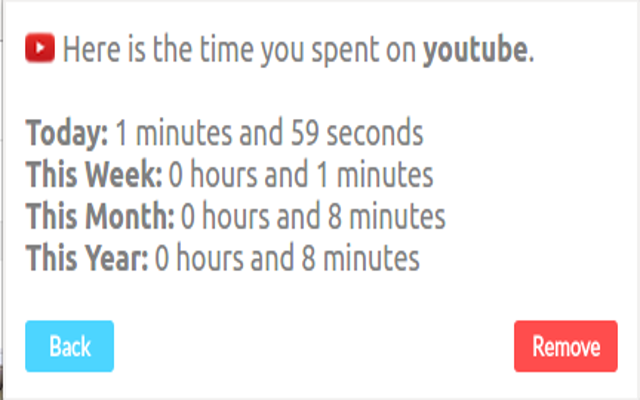 Here is the time you spent on youtube.
Today: 1 minutes and 59 seconds
This Week: 0 hours and 1 minutes
This Month: 0 hours and 8 minutes
This Year: 0 hours and 8 minutes
Back
Remove